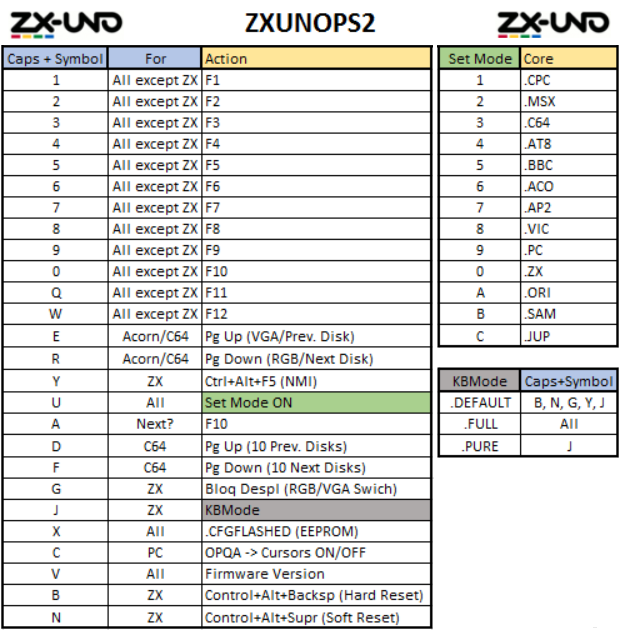 ZX-UNO ZXUNOPS2 ZX-UNO
Caps + Symbol For Action
1 All except ZX F1
2 All except ZX F2
3 All except ZX F3
4 All except ZX F4
5 All except ZX F5
6 All except ZX F6
7 All except ZX F7
8 All except ZX F8
9 All except ZX F9
0 All except ZX F10
Q All except ZX F11
W All except ZX F12
E Acorn/C64 Pg Up (VGA/Prev. Disk)
R Acorn/C64 Pg Down (RGB/Next Disk)
Y ZX Ctrl+Alt+F5 (NMI)
U All Set Mode ON
A Next? F10
D C64 Pg Up (10 Prev. Disks)
F C64 Pg Down (10 Next Disks)
G ZX Bloq Despl (RGB/VGA Swich)
J ZX KBMode
X All .CFGFLASHED (EEPROM)
C PC OPQA -> Cursors ON/OFF
V All Firmware Version
B ZX Control+Alt+Backsp (Hard Reset)
N ZX Control+Alt+Supr (Soft Reset)
Set Mode Core
1 .CPC
2 .MSX
3 .C64
4 .AT8
5 .BBC
6 .ACO
7 .AP2
8 .VIC
9 .PC
0 .ZX
A .ORI
B .SAM
C .JUP
KBMode Caps+Symbol
.DEFAULT B, N, G, Y, J
.FULL All
.PURE J